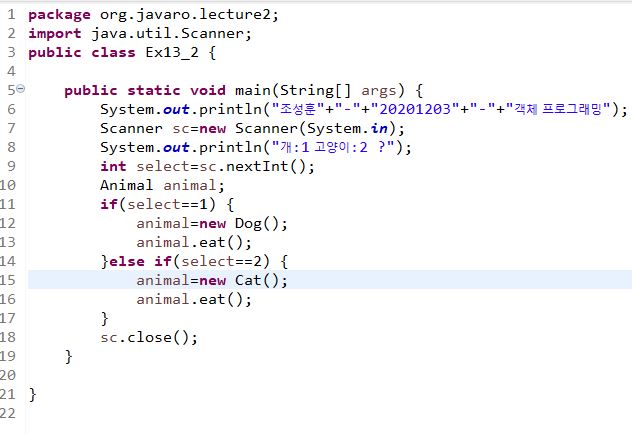 1 package org.javaro.lecture2;
2 import java.util.Scanner;
3 public class Ex13_2 {
4
5 public static void main(String[] args) {
6 System.out.println("조성훈"+"-"+"20201203"+"-"+"객체 프로그래밍");
7 Scanner sc=new Scanner(System.in);
8 System.out.println("개:1 고양이:2 ?");
9 int select=sc.nextInt();
10 Animal animal;
11 if(select==1) {
12 animal=new Dog();
13 animal.eat();
14 }else if(select==2) {
15 animal=new Cat();
16 animal.eat();
17 }
18 sc.close();
19 }
20
21 }
22